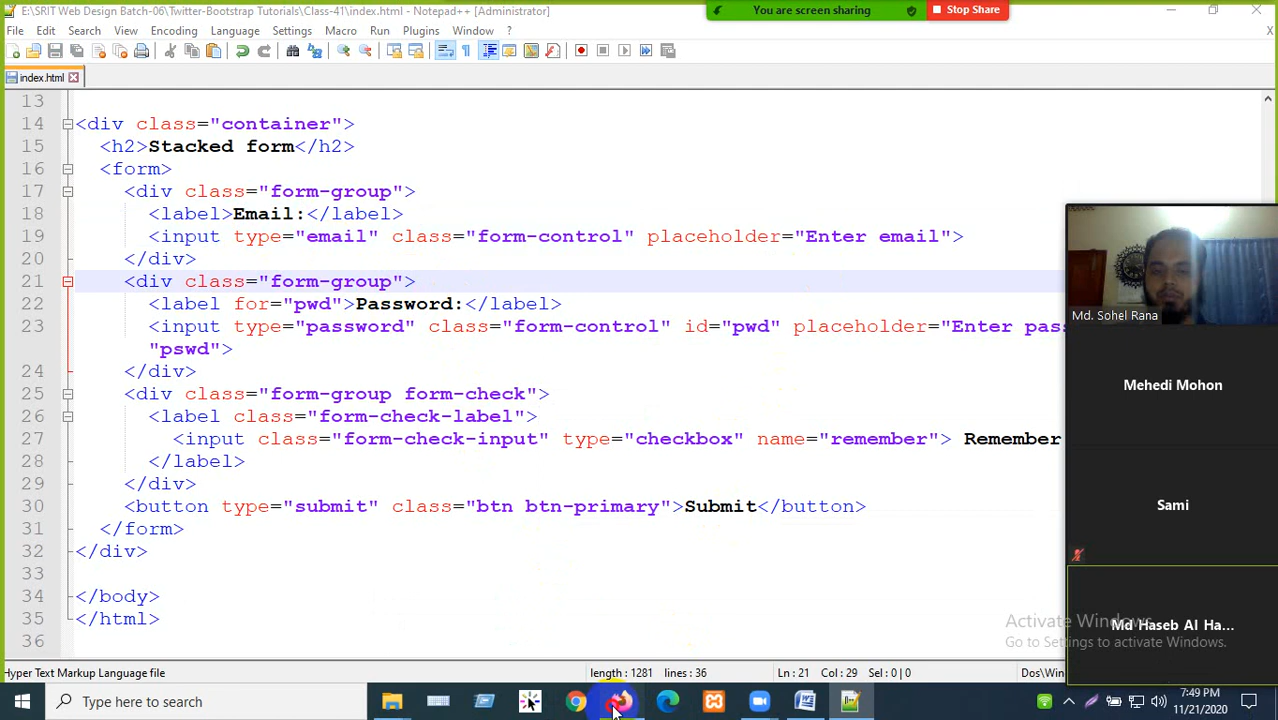 E:\SRIT Web Design Batch-06\Twitter-Bootstrap Tutorials\Class-41\index.html - Notepad++ [Administrator]
You are screen sharing
Stop Share
File Edit Search View Encoding Language Settings Macro Run Plugins Window ?
X
index.html
13
14 <div class="container">
15 <h2>Stacked form</h2>
16 <form>
17 <div class="form-group">
18 <label>Email:</label>
19 <input type="email" class="form-control" placeholder="Enter email">
20 </div>
21 <div class="form-group">
22 <label for="pwd">Password:</label>
23 <input type="password" class="form-control" id="pwd" placeholder="Enter pas
"pswd">
24 </div>
25 <div class="form-group form-check">
26 <label class="form-check-label">
27 <input class="form-check-input" type="checkbox" name="remember"> Remember
28 </label>
29 </div>
30 <button type="submit" class="btn btn-primary">Submit</button>
31 </form>
32 </div>
33
34 </body>
35 </html>
36
Md. Sohel Rana
Mehedi Mohon
Sami
Md Haseb Al Ha...
Activate Windows
Go to Settings to activate Windows.
Hyper Text Markup Language file
length : 1281 lines : 36
Ln : 21 Col : 29 Sel : 0 | 0
Dos\Win
Type here to search
7:49 PM
11/21/2020